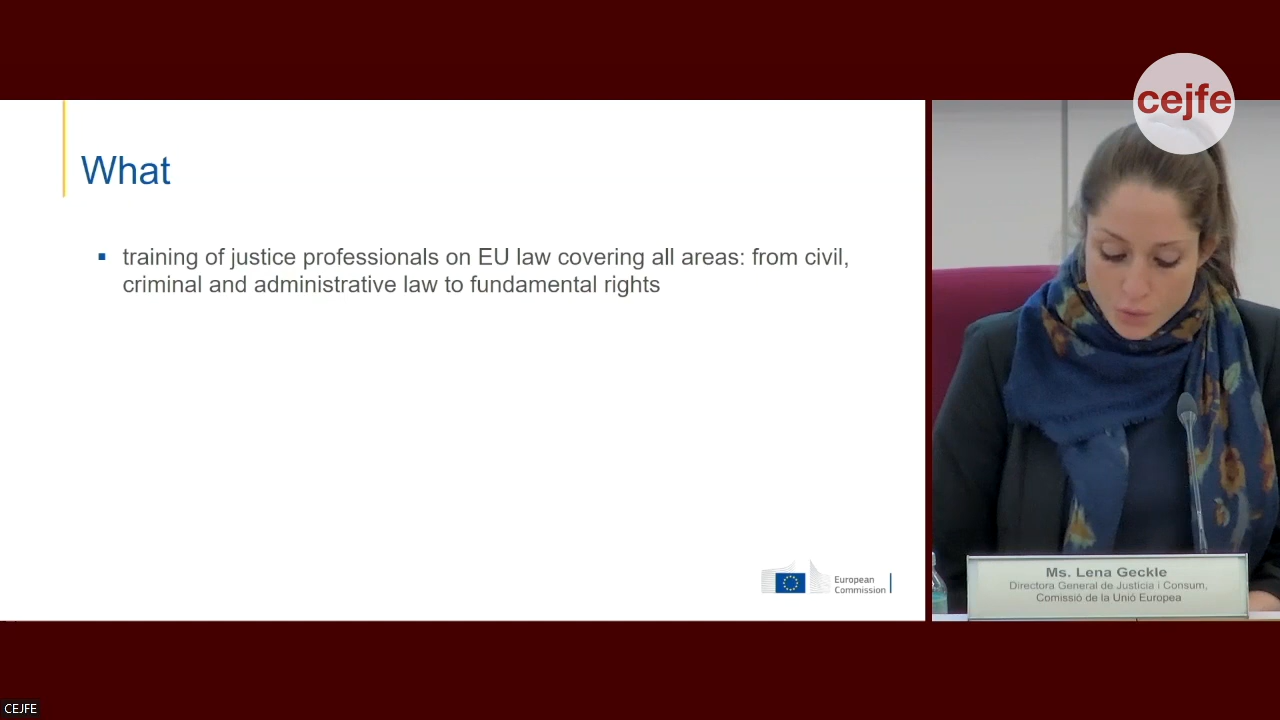 cejfe
What
training of justice professionals on EU law covering all areas: from civil,
criminal and administrative law to fundamental rights
European
Commission
Ms. Lena Geckle
Directora General de Justícia i Consum,
Comissió de la Unió Europea
CEJFE